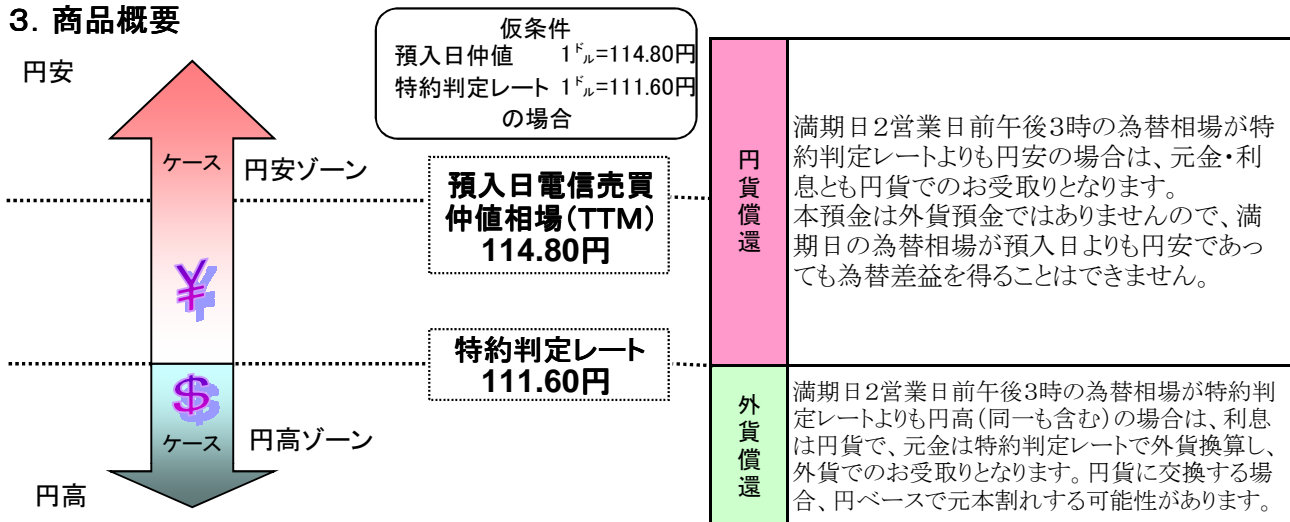 3．商品概要
仮条件
預入日仲値 1㌦=114.80円
特約判定レート 1㌦=111.60円
の場合
円安
ケース
円安ゾーン
預入日電信売買
仲値相場(TTM)
114.80円
¥
特約判定レート
111.60円
$
ケース
円高ゾーン
円高
円貨償還
満期日2営業日前午後3時の為替相場が特
約判定レートよりも円安の場合は、元金・利
息とも円貨でのお受取りとなります。
本預金は外貨預金ではありませんので、満
期日の為替相場が預入日よりも円安であっ
ても為替差益を得ることはできません。
外貨償還
満期日2営業日前午後3時の為替相場が特約判
定レートよりも円高(同一も含む)の場合は、利息
は円貨で、元金は特約判定レートで外貨換算し、
外貨でのお受取りとなります。円貨に交換する場
合、円ベースで元本割れする可能性があります。